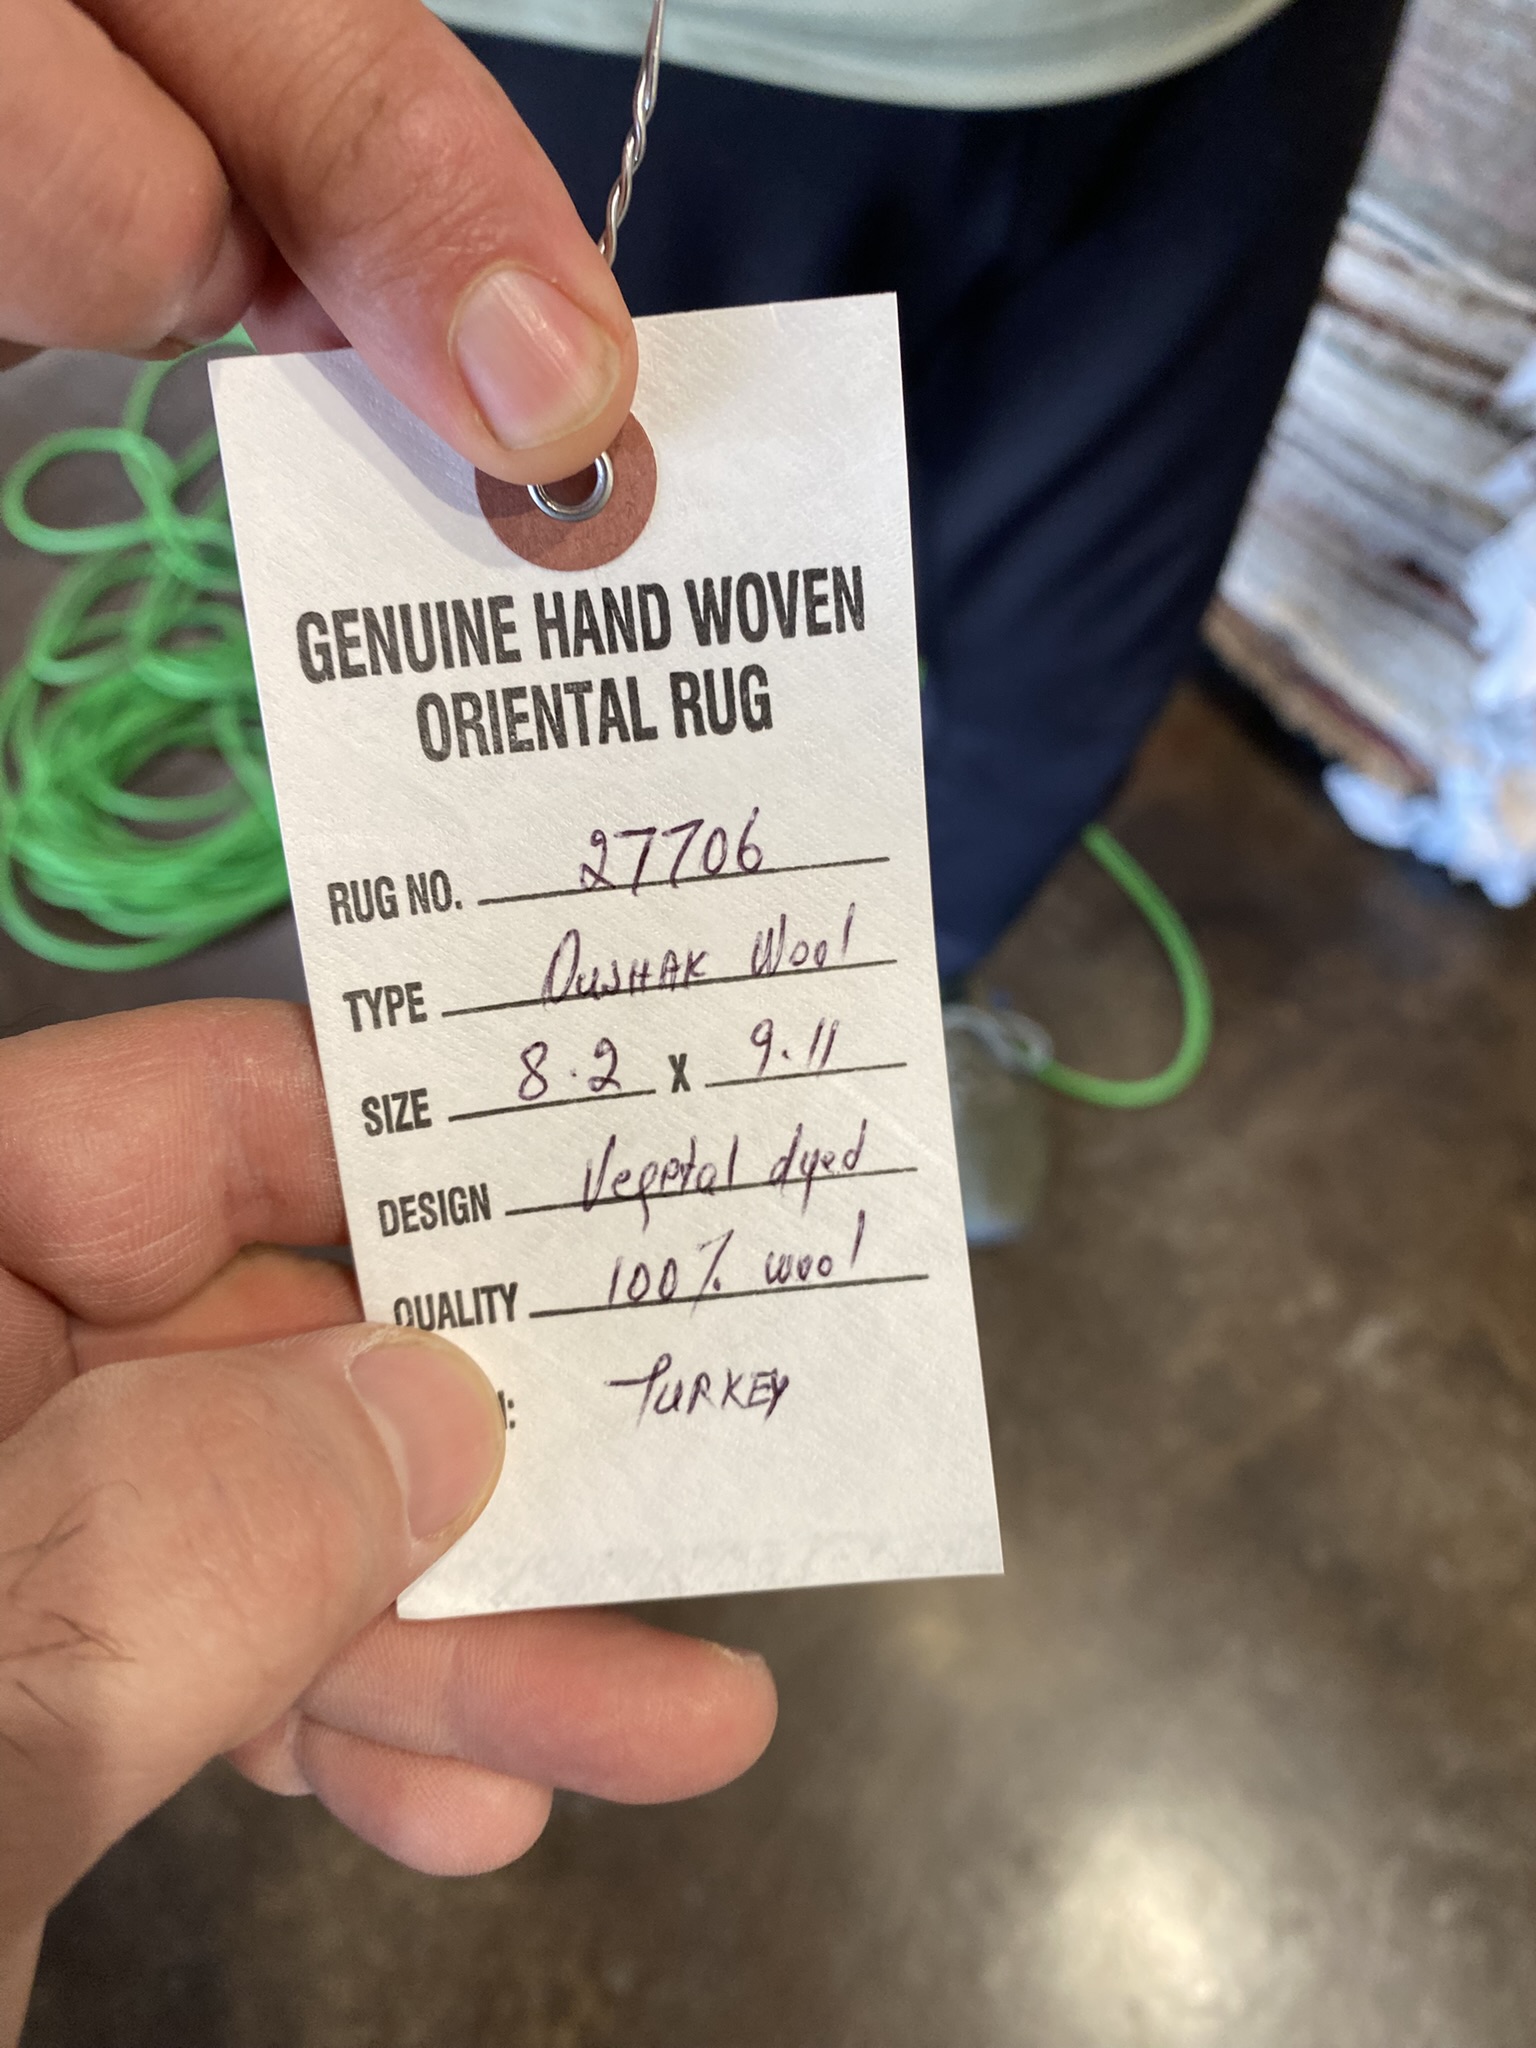 GENUINE HAND WOVEN
ORIENTAL RUG
RUG NO. 27706
TYPE OUSHAK Wool
SIZE 8.2 X 9.11
DESIGN Vegetal dyed
QUALITY 100% wool
: TURKEY